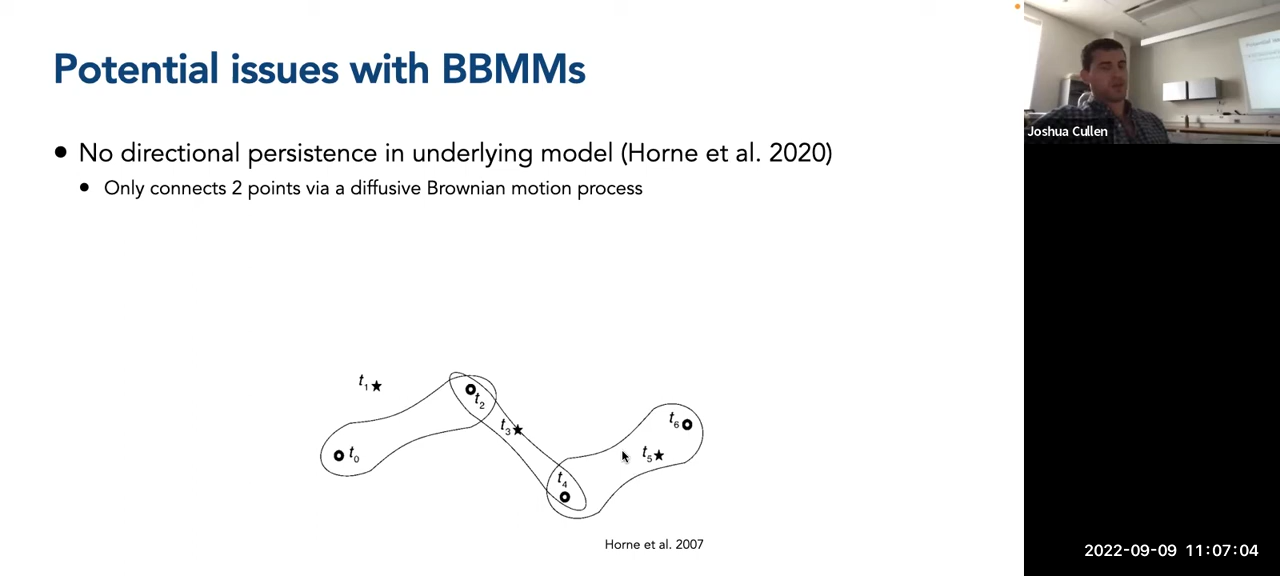 Potential issues with BBMMs
• No directional persistence in underlying model (Horne et al. 2020)
• Only connects 2 points via a diffusive Brownian motion process
t1
t2
t3
t0
t4
t5
t6
Horne et al. 2007
Joshua Cullen
2022-09-09 11:07:04